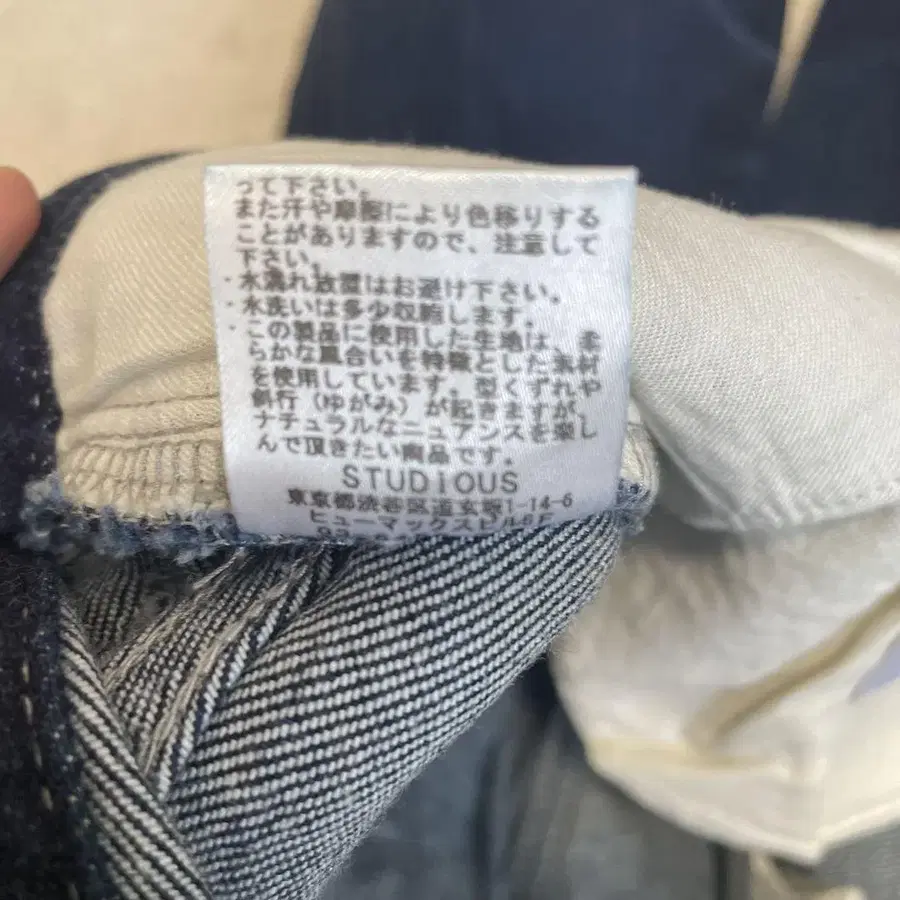 って下さい。
また汗や摩擦により色移りする
ことがありますので、注意して
下さい。
・水濡れ放置はお避け下さい。
・水洗いは多少収縮します。
・この製品に使用した生地は、柔
らかな風合いを特徴とした素材
を使用しています。型くずれや
斜行（ゆがみ）が起きますが、
ナチュラルなニュアンスを楽し
んで頂きたい商品です。
STUDIOUS
東京都渋谷区道玄坂1-14-6
ヒューマックスビル6F